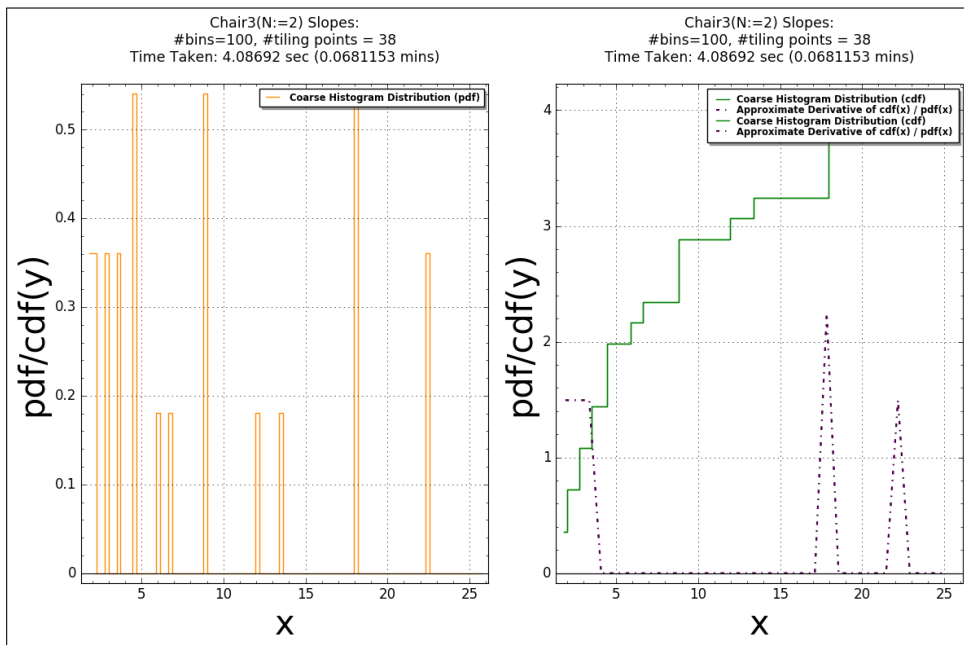 Chair3(N:=2) Slopes:
#bins=100, #tiling points = 38
Time Taken: 4.08692 sec (0.0681153 mins)
Coarse Histogram Distribution (pdf)
0.5
0.4
0.3
0.2
0.1
0
pdf/cdf(y)
5
10
15
20
25
x
Chair3(N:=2) Slopes:
#bins=100, #tiling points = 38
Time Taken: 4.08692 sec (0.0681153 mins)
Coarse Histogram Distribution (cdf)
Approximate Derivative of cdf(x) / pdf(x)
Coarse Histogram Distribution (cdf)
Approximate Derivative of cdf(x) / pdf(x)
4
3
2
1
0
pdf/cdf(y)
5
10
15
20
25
x